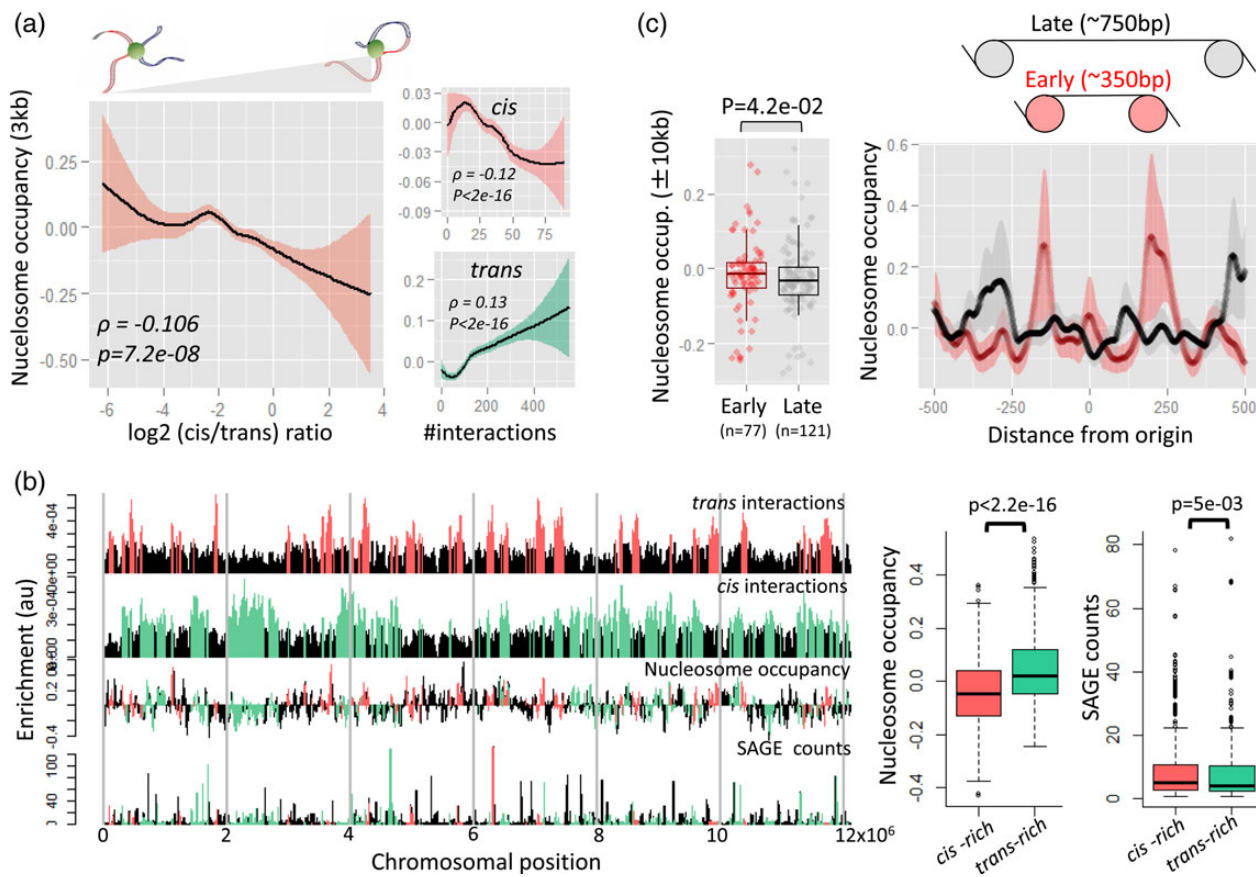 (a)
Nucelosome occupancy (3kb)
0.25
0.00
-0.25
-0.50
ρ = -0.106
p=7.2e-08
-6
-4
-2
0
2
4
log2 (cis/trans) ratio
0.03
0.00
-0.03
-0.06
-0.09
cis
ρ = -0.12
P<2e-16
0
25
50
75
0.2
0.1
0.0
trans
ρ = 0.13
P<2e-16
0
200
400
#interactions
(c)
P=4.2e-02
Nucleosome occup. (±10kb)
0.2
0.0
-0.2
Early
(n=77)
Late
(n=121)
Late (~750bp)
Early (~350bp)
Nucleosome occupancy
0.6
0.4
0.2
0.0
-500
-250
0
250
500
Distance from origin
(b)
Enrichment (au)
trans interactions
4e-04
0e+00
cis interactions
3e-04
0e+00
Nucleosome occupancy
0.2
-0.4
SAGE counts
100
40
0
0
2
4
6
8
10
12x10⁶
Chromosomal position
p<2.2e-16
Nucleosome occupancy
0.4
0.2
0.0
-0.2
-0.4
cis -rich
trans-rich
p=5e-03
SAGE counts
80
60
40
20
0
cis -rich
trans-rich